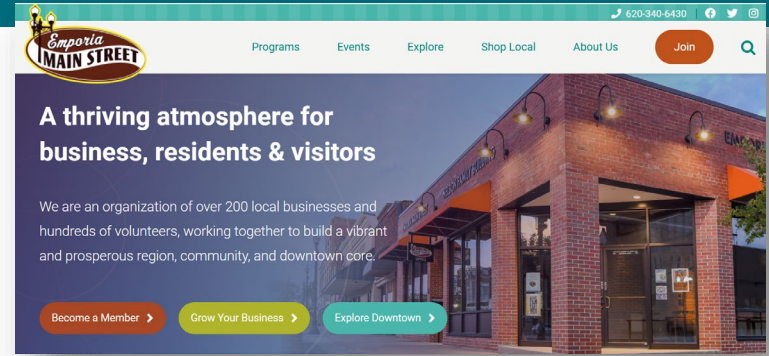 620-340-6430
Emporia
MAIN STREET
Programs
Events
Explore
Shop Local
About Us
Join
A thriving atmosphere for
business, residents & visitors
We are an organization of over 200 local businesses and
hundreds of volunteers, working together to build a vibrant
and prosperous region, community, and downtown core.
Become a Member
Grow Your Business
Explore Downtown